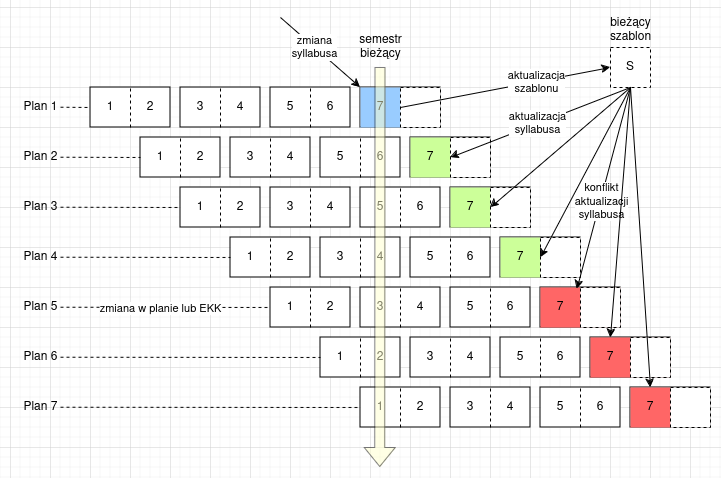 bieżący
szablon
S
zmiana
syllabusa
semestr
bieżący
aktualizacja
szablonu
Plan 1 1 2 3 4 5 6 7
aktualizacja
syllabusa
Plan 2 1 2 3 4 5 6 7
Plan 3 1 2 3 4 5 6 7
konflikt
aktualizacji
syllabusa
Plan 4 1 2 3 4 5 6 7
Plan 5 zmiana w planie lub EKK 1 2 3 4 5 6 7
Plan 6 1 2 3 4 5 6 7
Plan 7 1 2 3 4 5 6 7